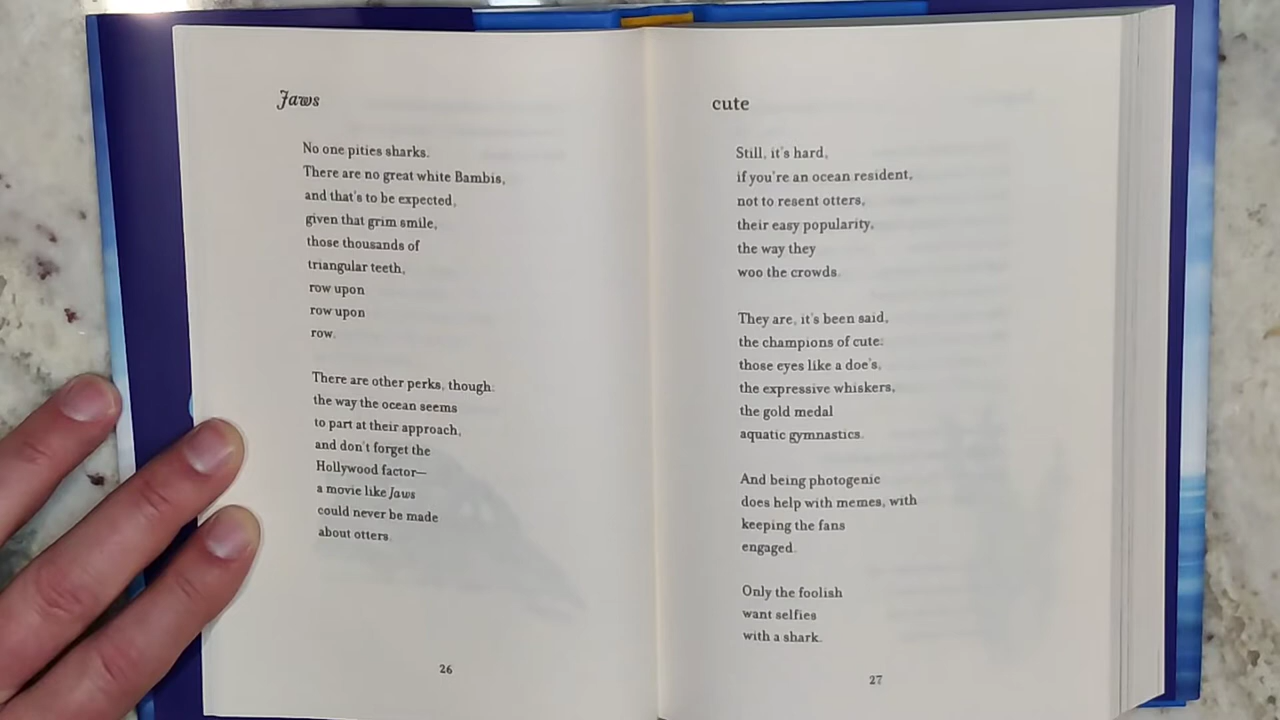 Jaws
No one pities sharks.
There are no great white Bambis,
and that's to be expected,
given that grim smile,
those thousands of
triangular teeth,
row upon
row upon
row.
There are other perks, though:
the way the ocean seems
to part at their approach,
and don't forget the
Hollywood factor—
a movie like Jaws
could never be made
about otters.
26
cute
Still, it's hard,
if you're an ocean resident,
not to resent otters,
their easy popularity,
the way they
woo the crowds.
They are, it's been said,
the champions of cute:
those eyes like a doe's,
the expressive whiskers,
the gold medal
aquatic gymnastics.
And being photogenic
does help with memes, with
keeping the fans
engaged.
Only the foolish
want selfies
with a shark.
27